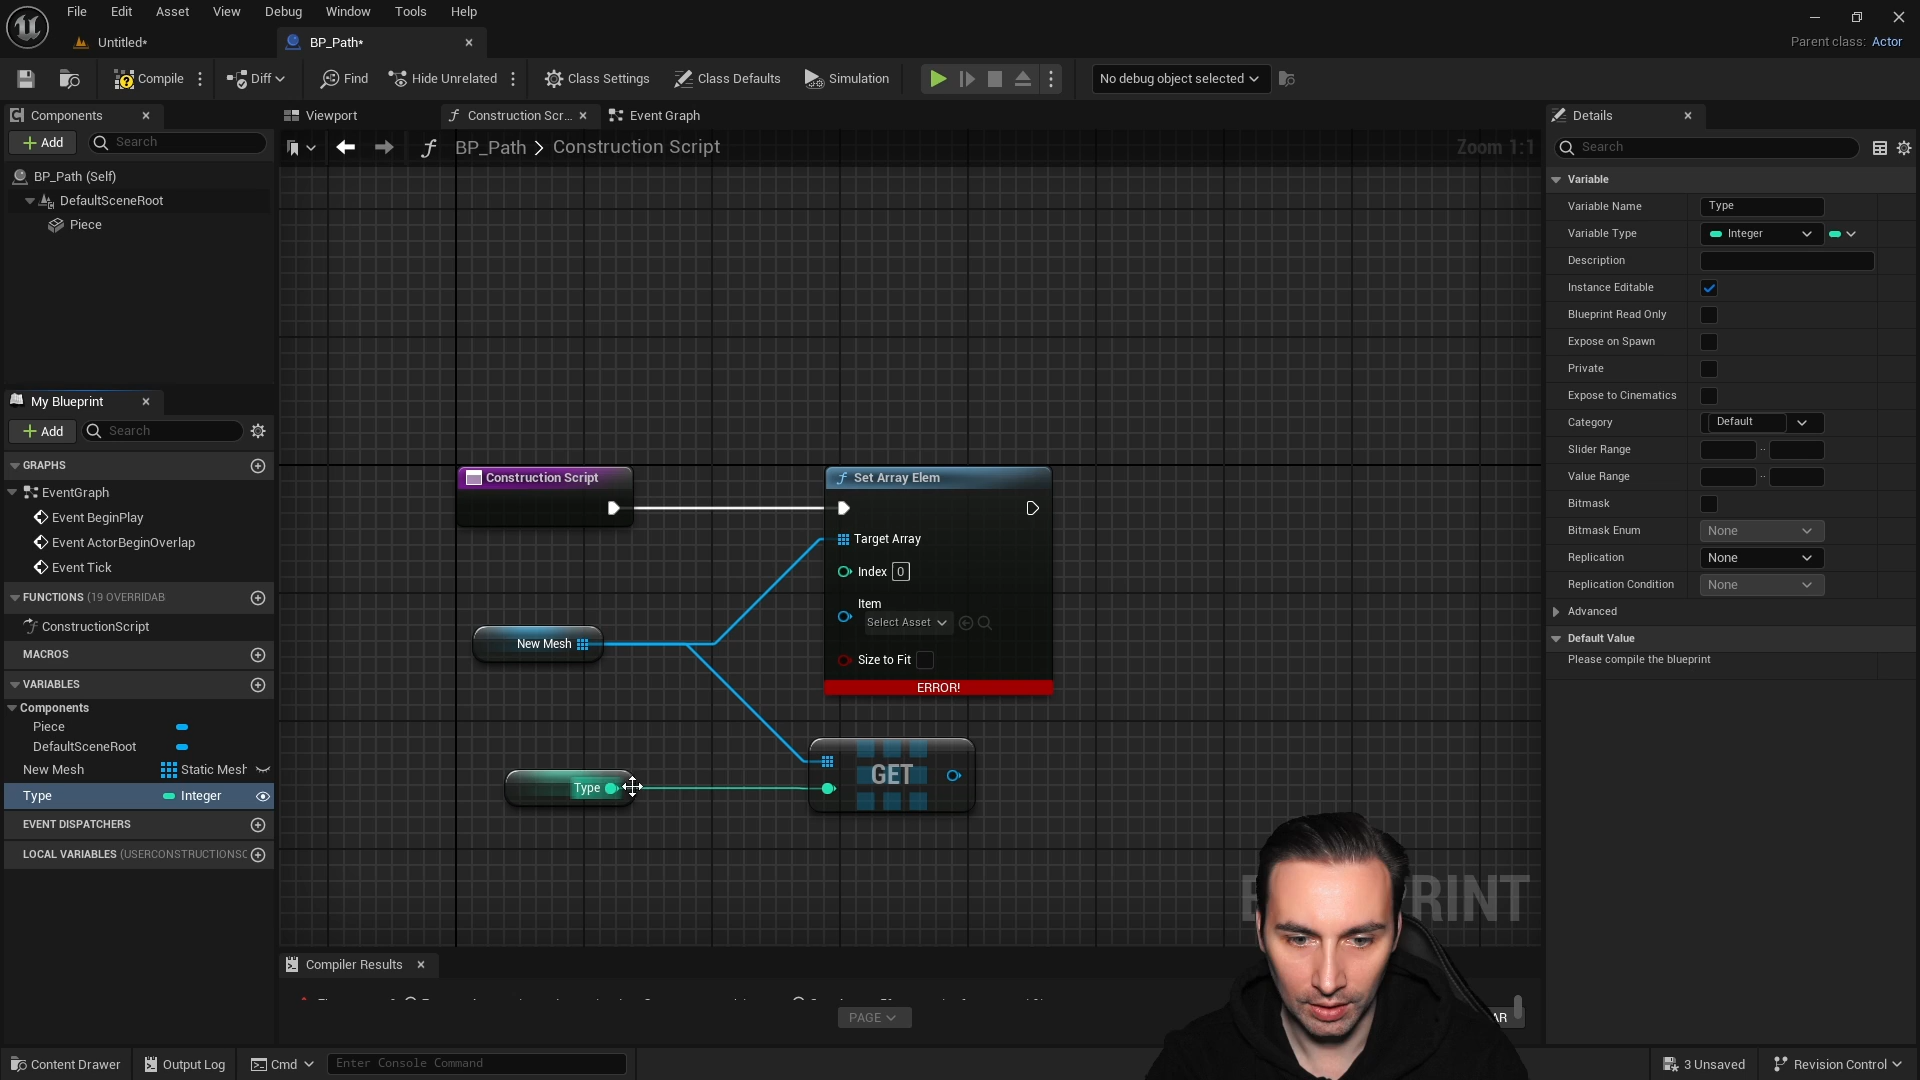 File Edit Asset View Debug Window Tools Help
Untitled*
BP_Path*
Parent class: Actor
Compile
Diff
Find
Hide Unrelated
Class Settings
Class Defaults
Simulation
No debug object selected
Components
Add
Search
BP_Path (Self)
DefaultSceneRoot
Piece
My Blueprint
Add
Search
GRAPHS
EventGraph
Event BeginPlay
Event ActorBeginOverlap
Event Tick
FUNCTIONS (19 OVERRIDAB
ConstructionScript
MACROS
VARIABLES
Components
Piece
DefaultSceneRoot
New Mesh Static Mesh
Type Integer
EVENT DISPATCHERS
LOCAL VARIABLES (USERCONSTRUCTIONSC
Viewport
Construction Scr...
Event Graph
BP_Path > Construction Script
Zoom 1:1
Construction Script
Set Array Elem
Target Array
Index 0
Item
Select Asset
Size to Fit
ERROR!
New Mesh
Type
GET
RINT
Compiler Results
PAGE
AR
Details
Search
Variable
Variable Name Type
Variable Type Integer
Description
Instance Editable
Blueprint Read Only
Expose on Spawn
Private
Expose to Cinematics
Category Default
Slider Range ..
Value Range ..
Bitmask
Bitmask Enum None
Replication None
Replication Condition None
Advanced
Default Value
Please compile the blueprint
Content Drawer
Output Log
Cmd
Enter Console Command
3 Unsaved
Revision Control